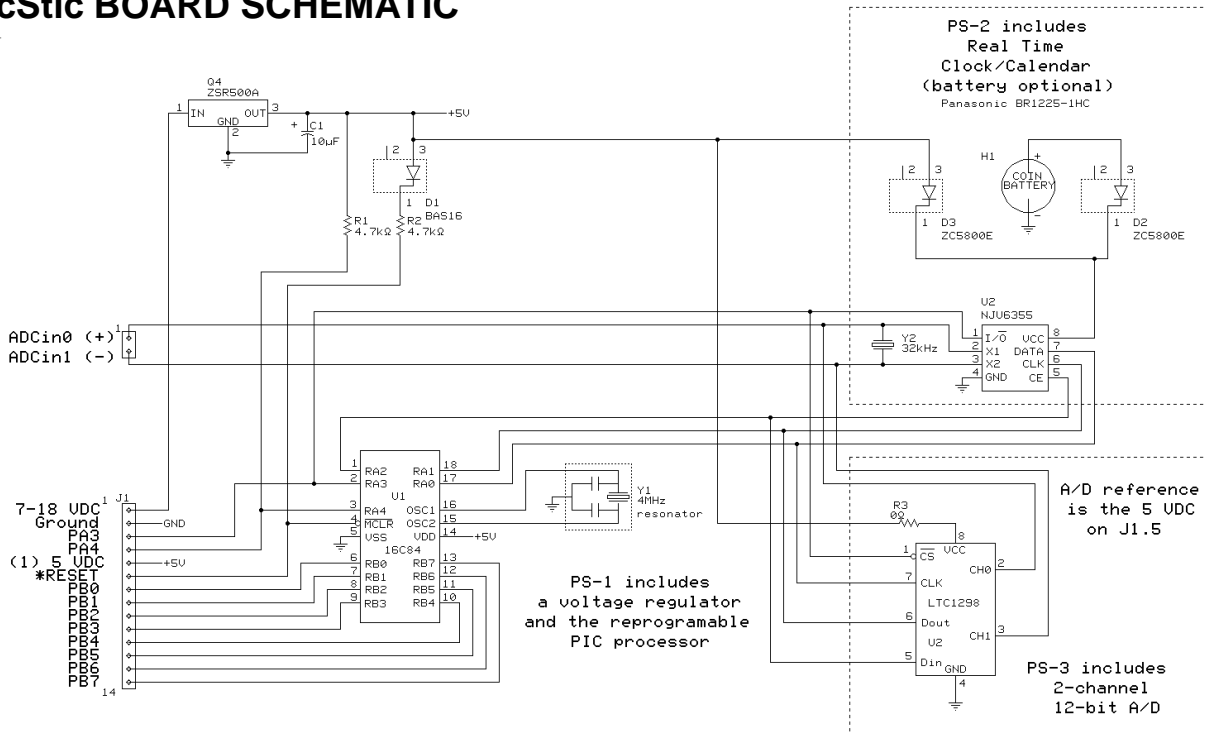 cStic BOARD SCHEMATIC
PS-2 includes
Real Time
Clock/Calendar
(battery optional)
Panasonic BR1225-1HC
Q4
ZSR500A
1
IN
OUT
3
GND
2
+
C1
10µF
+5V
2
3
1
D1
BAS16
R1
4.7kΩ
R2
4.7kΩ
2
3
1
D3
ZC5800E
H1
+
COIN
BATTERY
-
2
3
1
D2
ZC5800E
ADCin0 (+)
1
ADCin1 (-)
Y2
32kHz
U2
NJU6355
1
I/O
VCC
8
2
X1
DATA
7
3
X2
CLK
6
4
GND
CE
5
1
RA2
RA1
18
2
RA3
RA0
17
U1
3
RA4
OSC1
16
4
MCLR
OSC2
15
5
VSS
VDD
14
+5V
16C84
6
RB0
RB7
13
7
RB1
RB6
12
8
RB2
RB5
11
9
RB3
RB4
10
Y1
4MHz
resonator
J1
7-18 VDC
1
Ground
GND
PA3
PA4
(1) 5 VDC
+5V
*RESET
PB0
PB1
PB2
PB3
PB4
PB5
PB6
PB7
14
PS-1 includes
a voltage regulator
and the reprogramable
PIC processor
A/D reference
is the 5 VDC
on J1.5
R3
0Ω
8
VCC
1
CS
CH0
2
7
CLK
LTC1298
6
Dout
CH1
3
U2
5
Din
GND
4
PS-3 includes
2-channel
12-bit A/D